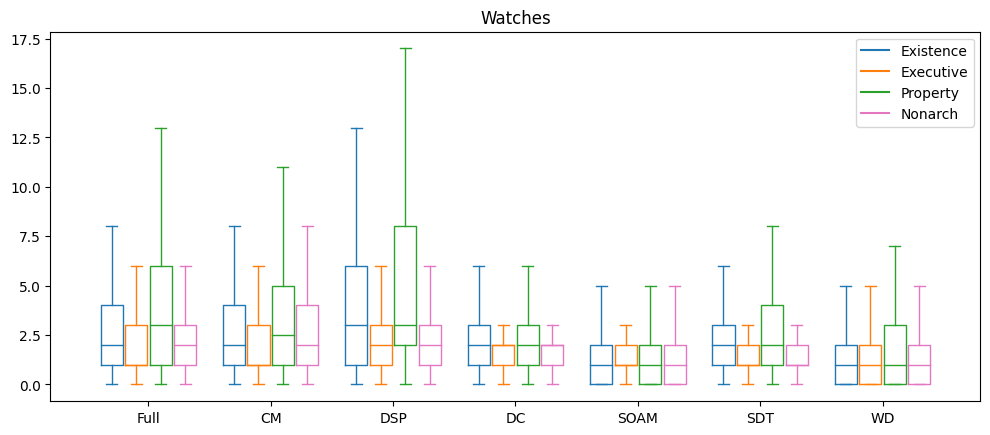 Watches
17.5
15.0
12.5
10.0
7.5
5.0
2.5
0.0
Existence
Executive
Property
Nonarch
Full CM DSP DC SOAM SDT WD